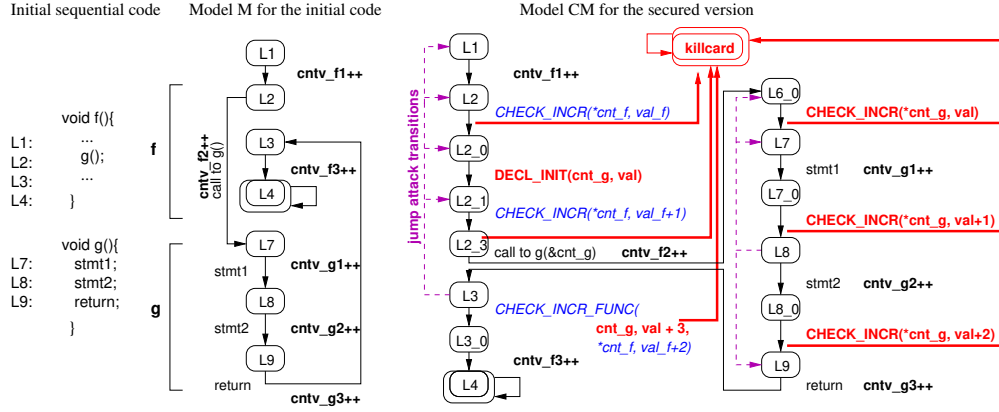 Initial sequential code
Model M for the initial code
Model CM for the secured version
void f(){
L1: ...
L2: g();
L3: ...
L4: }
f
void g(){
L7: stmt1;
L8: stmt2;
L9: return;
}
g
L1
cntv_f1++
L2
cntv_f2++
call to g()
L3
cntv_f3++
L4
L7
stmt1
cntv_g1++
L8
stmt2
cntv_g2++
L9
return
cntv_g3++
jump attack transitions
L1
cntv_f1++
L2
CHECK_INCR(*cnt_f, val_f)
L2_0
DECL_INIT(cnt_g, val)
L2_1
CHECK_INCR(*cnt_f, val_f+1)
L2_3
call to g(&cnt_g)
cntv_f2++
L3
CHECK_INCR_FUNC(
cnt_g, val + 3,
*cnt_f, val_f+2)
L3_0
cntv_f3++
L4
killcard
L6_0
CHECK_INCR(*cnt_g, val)
L7
stmt1
cntv_g1++
L7_0
CHECK_INCR(*cnt_g, val+1)
L8
stmt2
cntv_g2++
L8_0
CHECK_INCR(*cnt_g, val+2)
L9
return
cntv_g3++